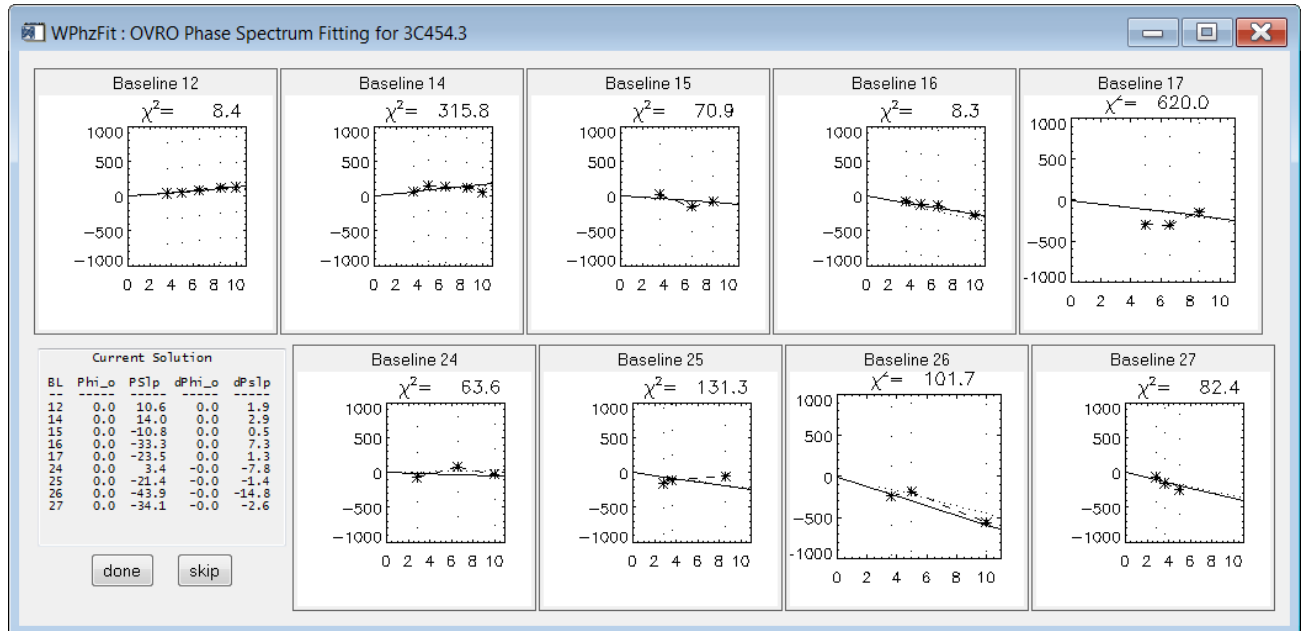 WPhzFit : OVRO Phase Spectrum Fitting for 3C454.3
Baseline 12
χ²= 8.4
1000
500
0
−500
−1000
0 2 4 6 8 10
Baseline 14
χ²= 315.8
1000
500
0
−500
−1000
0 2 4 6 8 10
Baseline 15
χ²= 70.9
1000
500
0
−500
−1000
0 2 4 6 8 10
Baseline 16
χ²= 8.3
1000
500
0
−500
−1000
0 2 4 6 8 10
Baseline 17
χ²= 620.0
1000
500
0
−500
-1000
0 2 4 6 8 10
Current Solution
BL Phi_o PSlp dPhi_o dPslp
-- ----- ----- ----- -----
12 0.0 10.6 0.0 1.9
14 0.0 14.0 0.0 2.9
15 0.0 -10.8 0.0 0.5
16 0.0 -33.3 0.0 7.3
17 0.0 -23.5 0.0 1.3
24 0.0 3.4 -0.0 -7.8
25 0.0 -21.4 -0.0 -1.4
26 0.0 -43.9 -0.0 -14.8
27 0.0 -34.1 -0.0 -2.6
done skip
Baseline 24
χ²= 63.6
1000
500
0
−500
−1000
0 2 4 6 8 10
Baseline 25
χ²= 131.3
1000
500
0
−500
−1000
0 2 4 6 8 10
Baseline 26
χ²= 101.7
1000
500
0
−500
-1000
0 2 4 6 8 10
Baseline 27
χ²= 82.4
1000
500
0
−500
−1000
0 2 4 6 8 10